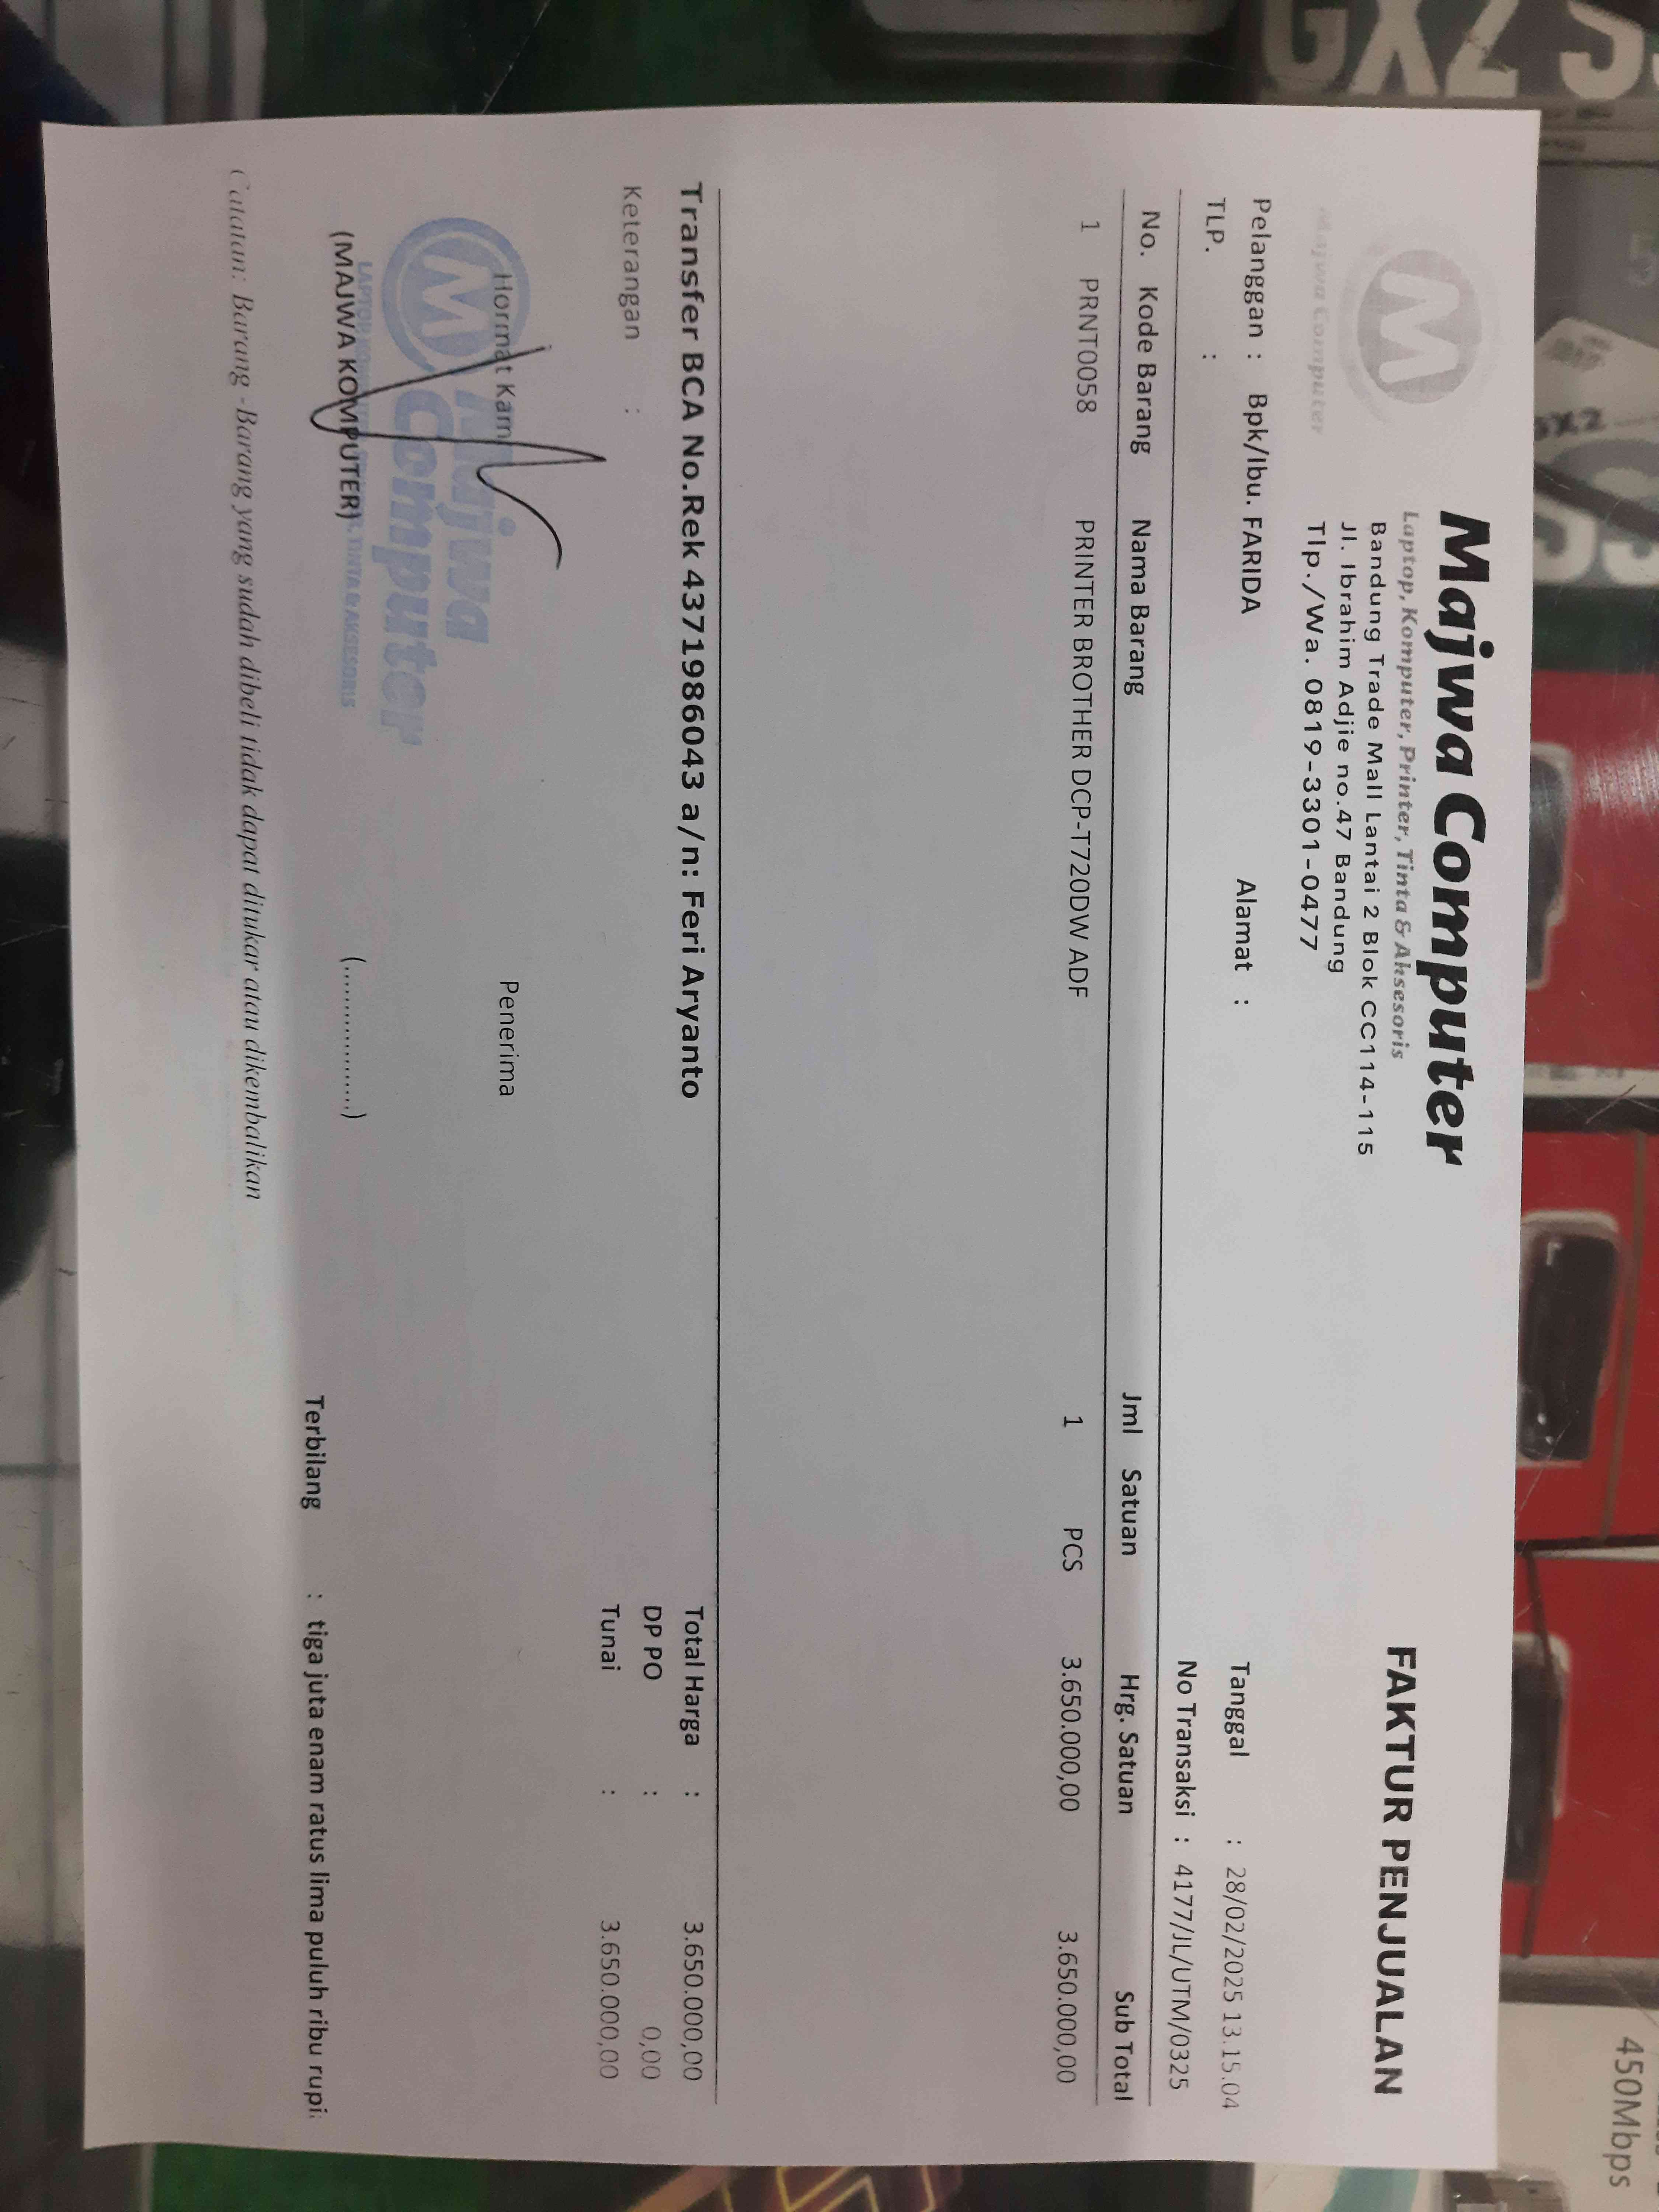 Majwa Computer
Laptop, Komputer, Printer, Tinta & Aksesoris
Bandung Trade Mall Lantai 2 Blok CC114-115
Jl. Ibrahim Adjie no.47 Bandung
Tlp./Wa. 0819-3301-0477
Majwa Computer
FAKTUR PENJUALAN
Pelanggan : Bpk/Ibu. FARIDA Alamat : Tanggal : 28/02/2025 13.15.04
TLP. : No Transaksi : 4177/JL/UTM/0325
No. Kode Barang Nama Barang Jml Satuan Hrg. Satuan Sub Total
1 PRNT0058 PRINTER BROTHER DCP-T720DW ADF 1 PCS 3.650.000,00 3.650.000,00
Transfer BCA No.Rek 4371986043 a/n: Feri Aryanto Total Harga : 3.650.000,00
Keterangan : DP PO : 0,00
Tunai : 3.650.000,00
Hormat Kami Penerima
Majwa
Computer
(MAJWA KOMPUTER) (................)
TINTA & AKSESORIS
Terbilang : tiga juta enam ratus lima puluh ribu rupi
Catatan: Barang -Barang yang sudah dibeli tidak dapat ditukar atau dikembalikan
450Mbps